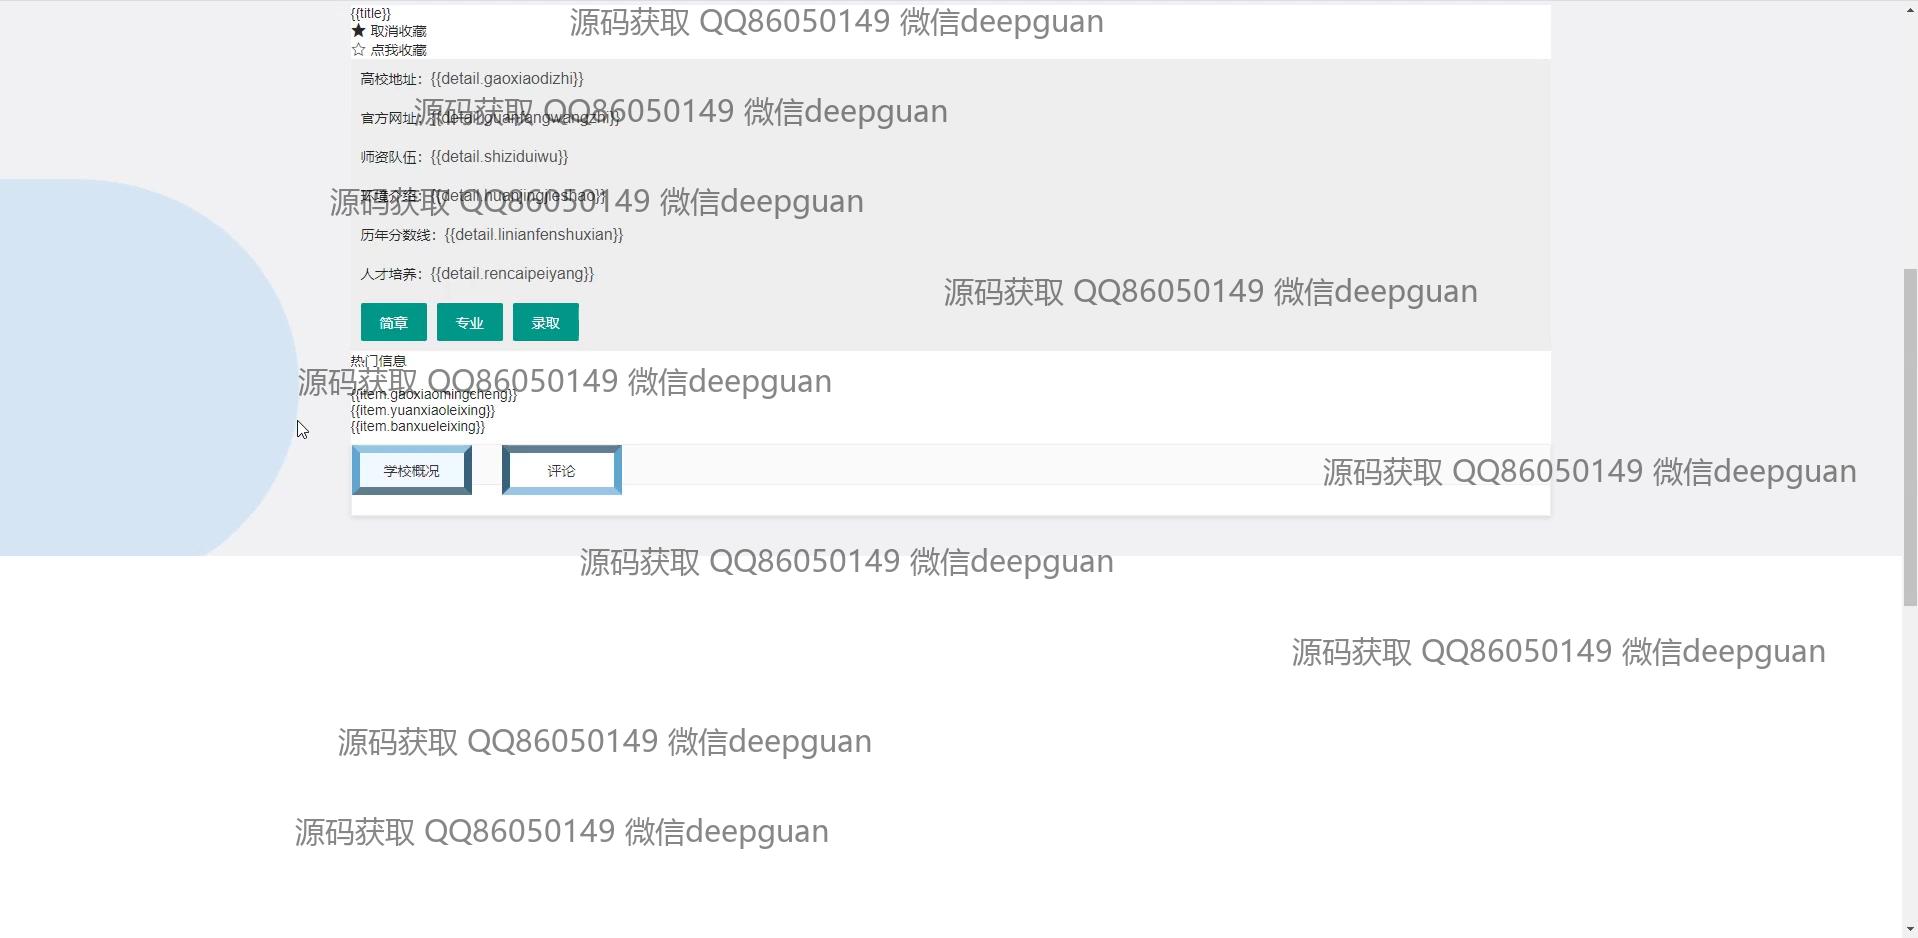 {{title}}
★ 取消收藏
☆ 点我收藏
源码获取 QQ86050149 微信deepguan
高校地址：{{detail.gaoxiaodizhi}}
源码获取 QQ86050149 微信deepguan
官方网址：{{detail.guanfangwangzhi}}
师资队伍：{{detail.shiziduiwu}}
环境介绍：{{detail.huanjingjieshao}}
源码获取 QQ86050149 微信deepguan
历年分数线：{{detail.linianfenshuxian}}
人才培养：{{detail.rencaipeiyang}}
源码获取 QQ86050149 微信deepguan
简章 专业 录取
热门信息
源码获取 QQ86050149 微信deepguan
{{item.gaoxiaomingcheng}}
{{item.yuanxiaoleixing}}
{{item.banxueleixing}}
学校概况 评论
源码获取 QQ86050149 微信deepguan
源码获取 QQ86050149 微信deepguan
源码获取 QQ86050149 微信deepguan
源码获取 QQ86050149 微信deepguan
源码获取 QQ86050149 微信deepguan